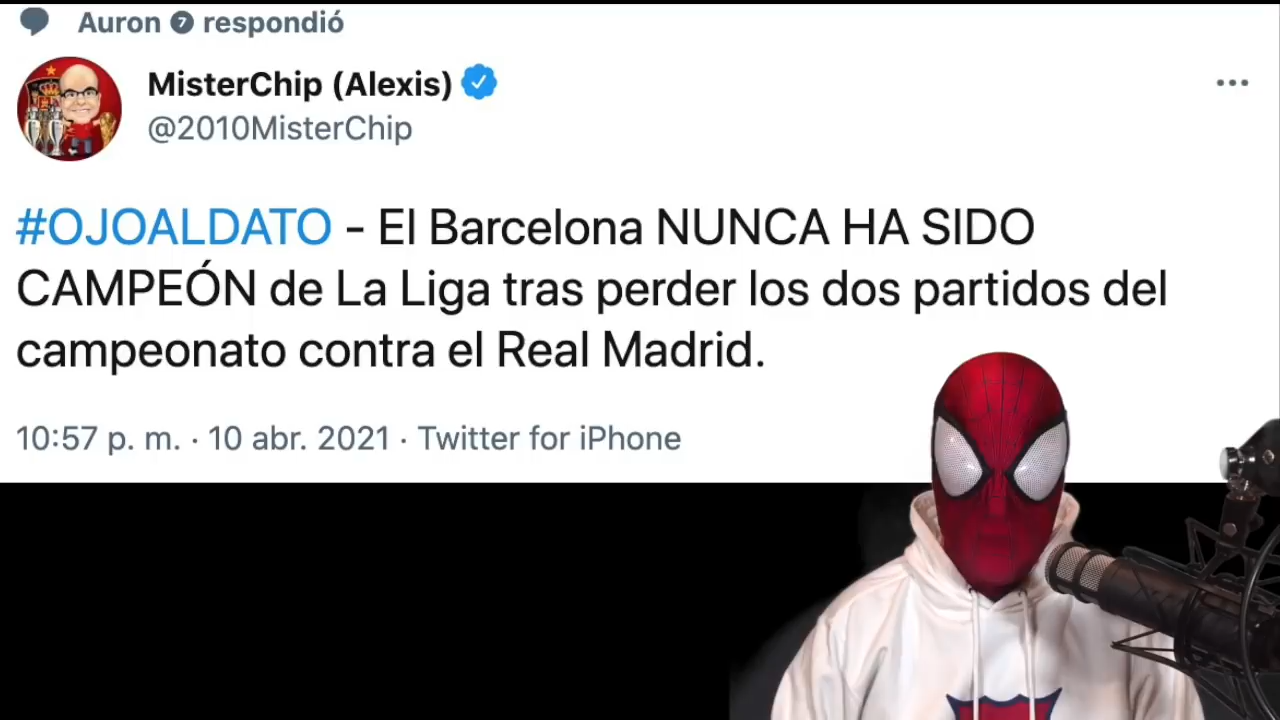 Auron 7 respondió
MisterChip (Alexis)
@2010MisterChip
#OJOALDATO - El Barcelona NUNCA HA SIDO
CAMPEÓN de La Liga tras perder los dos partidos del
campeonato contra el Real Madrid.
10:57 p. m. · 10 abr. 2021 · Twitter for iPhone